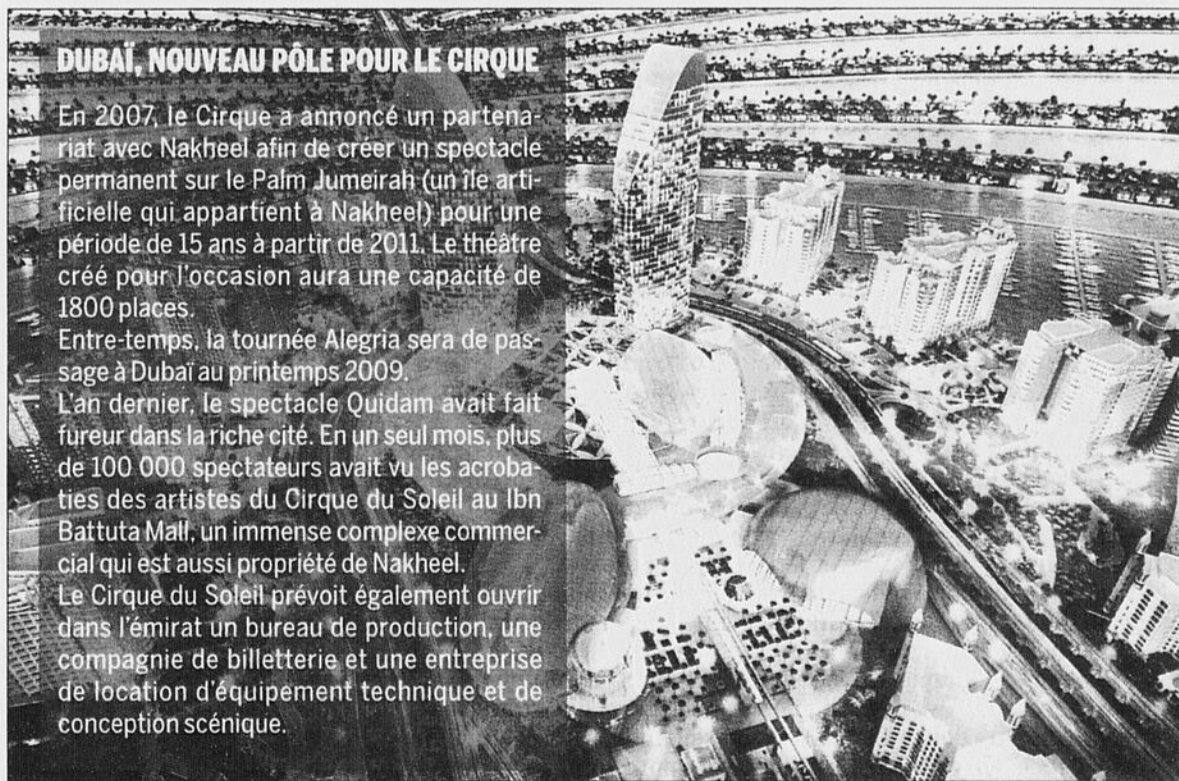 DUBAÏ, NOUVEAU PÔLE POUR LE CIRQUE
En 2007, le Cirque a annoncé un partena-
riat avec Nakheel afin de créer un spectacle
permanent sur le Palm Jumeirah (un île arti-
ficielle qui appartient à Nakheel) pour une
période de 15 ans à partir de 2011. Le théâtre
créé pour l'occasion aura une capacité de
1800 places.
Entre-temps, la tournée Alegria sera de pas-
sage à Dubaï au printemps 2009.
L'an dernier, le spectacle Quidam avait fait
fureur dans la riche cité. En un seul mois, plus
de 100 000 spectateurs avait vu les acroba-
ties des artistes du Cirque du Soleil au Ibn
Battuta Mall, un immense complexe commer-
cial qui est aussi propriété de Nakheel.
Le Cirque du Soleil prévoit également ouvrir
dans l'émirat un bureau de production, une
compagnie de billetterie et une entreprise
de location d'équipement technique et de
conception scénique.